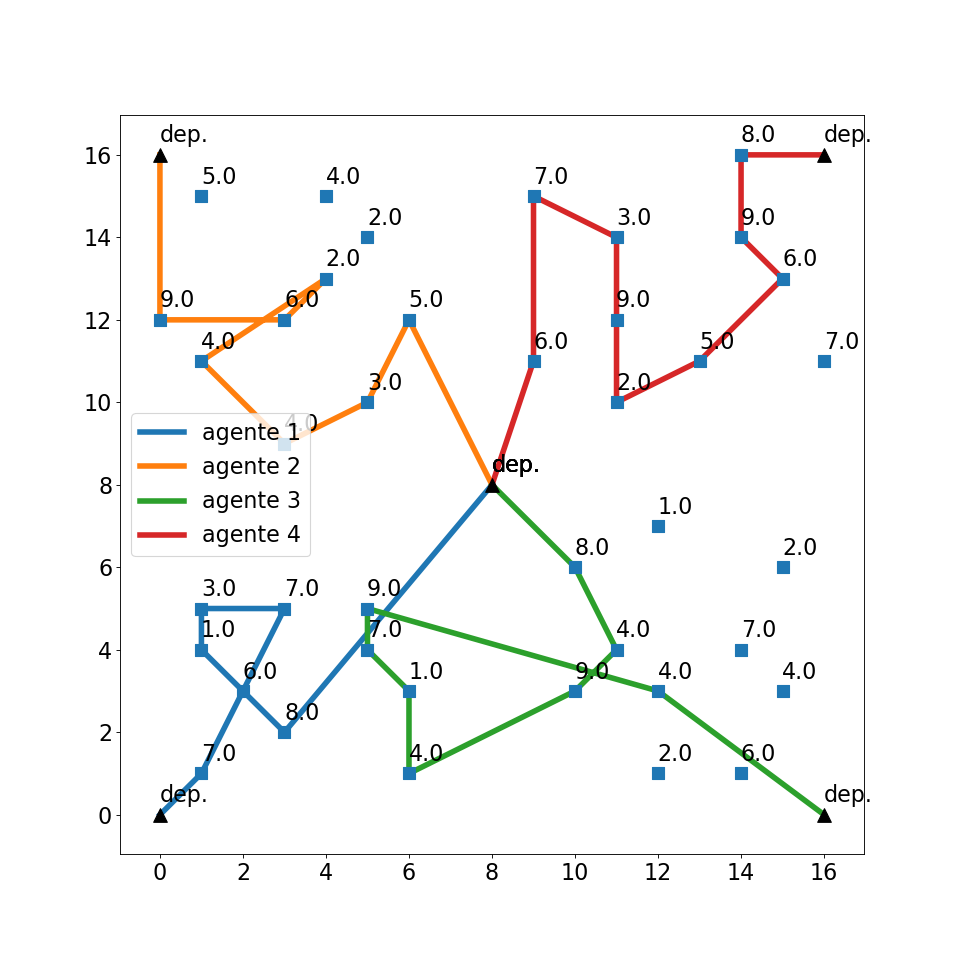 dep. 8.0 dep.
16
5.0 4.0 7.0
2.0 3.0 9.0
14
2.0 6.0
9.0 6.0 5.0 9.0
12
4.0 6.0 5.0 7.0
3.0 2.0
10
4.0
agente 1
dep.
agente 2
8
agente 3
1.0
agente 4
8.0 2.0
6
3.0 7.0 9.0
1.0 7.0 4.0 7.0
4
6.0 1.0 9.0 4.0 4.0
8.0
2
7.0 4.0 2.0 6.0
dep. dep.
0
0 2 4 6 8 10 12 14 16